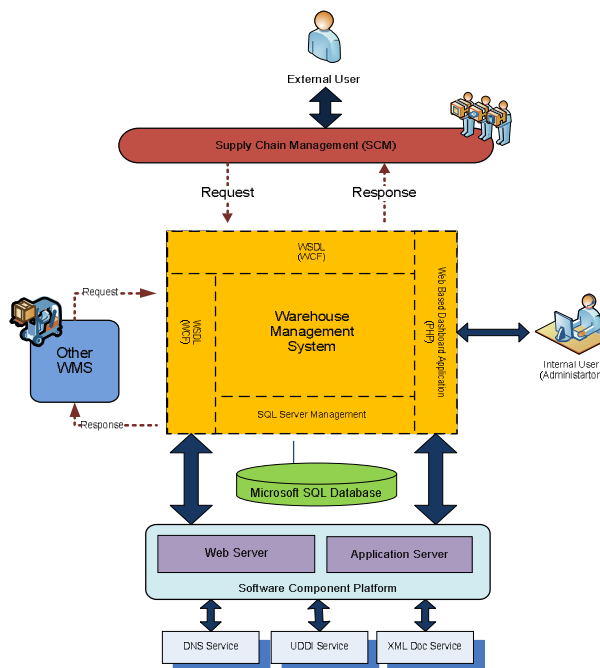 External User
Supply Chain Management (SCM)
Request
Response
WSDL
(WCF)
Request
Other
WMS
Response
WSDL
(WCF)
Warehouse
Management
System
Web Based Dashboard Application
(PHP)
SQL Server Management
Internal User
(Administartor)
Microsoft SQL Database
Web Server
Application Server
Software Component Platform
DNS Service
UDDI Service
XML Doc Service